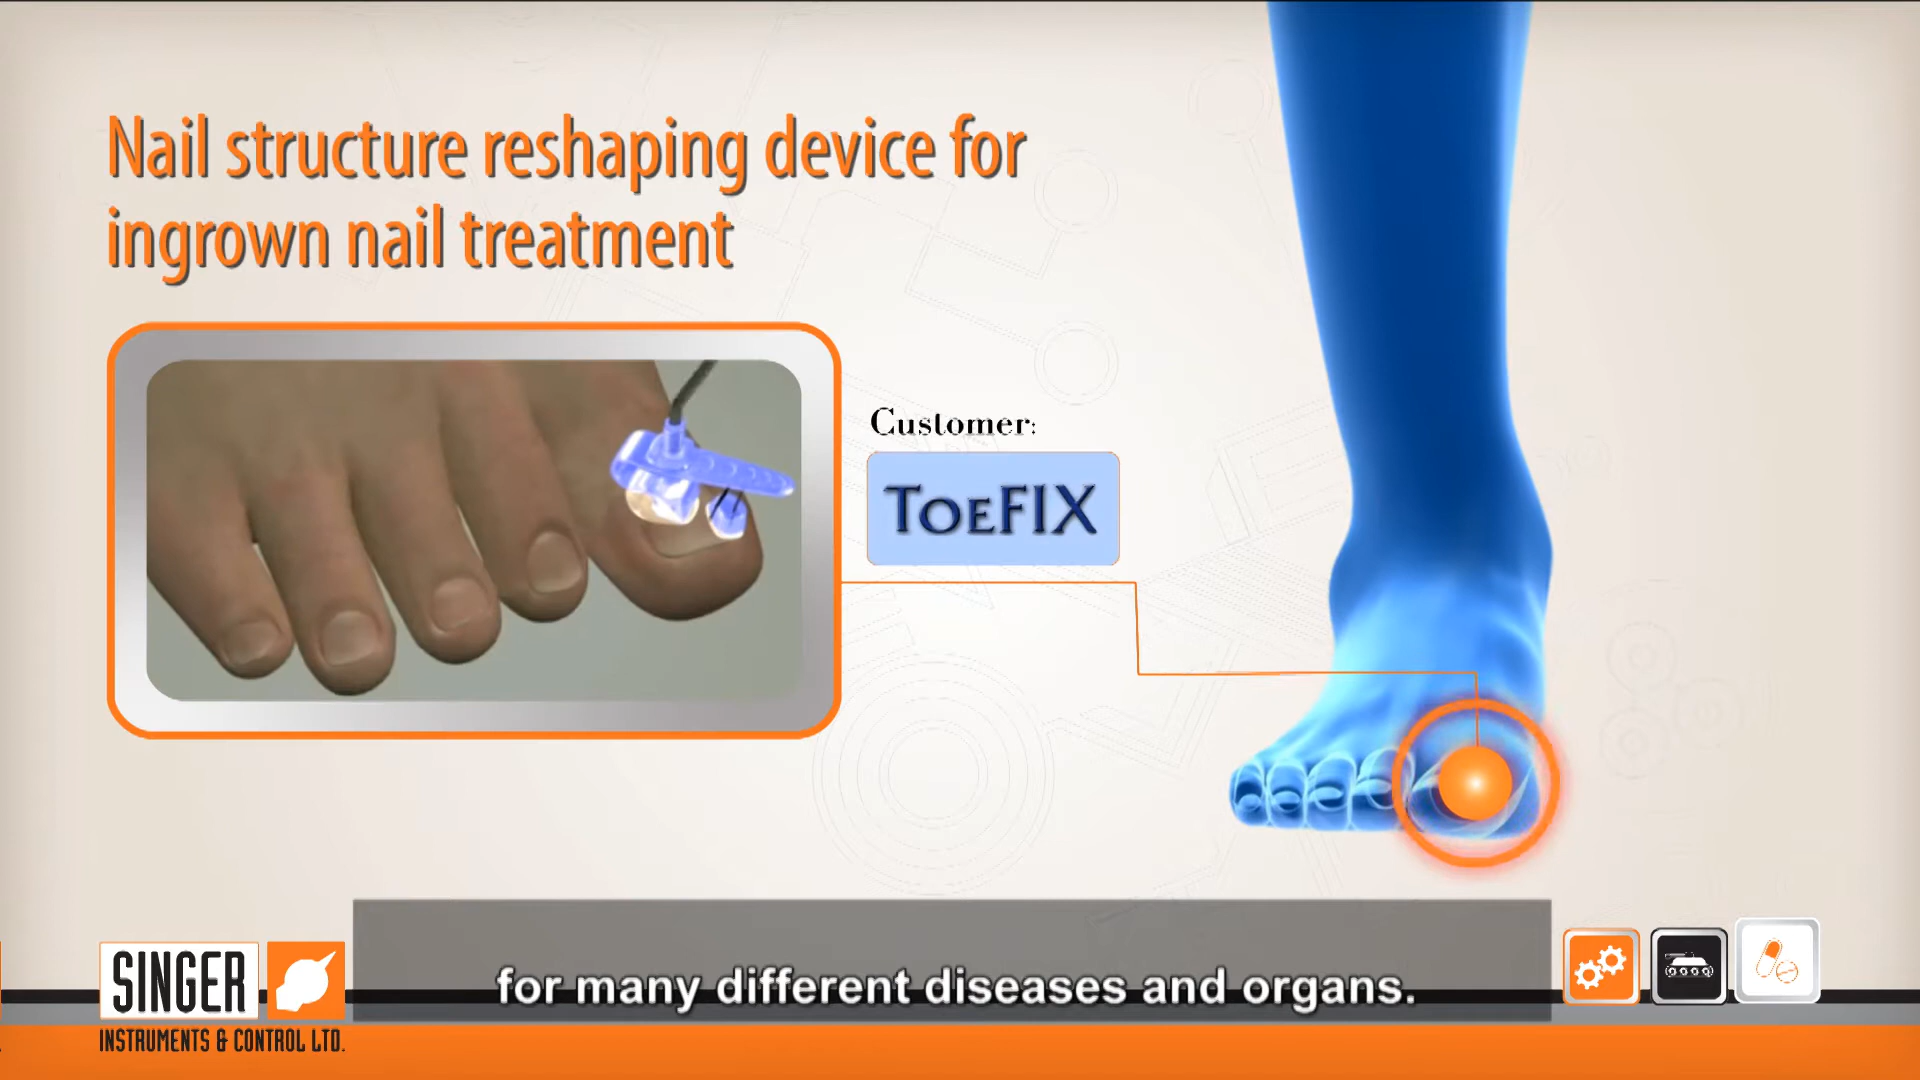 Nail structure reshaping device for
ingrown nail treatment
Customer:
TOEFIX
for many different diseases and organs.
SINGER
INSTRUMENTS & CONTROL LTD.